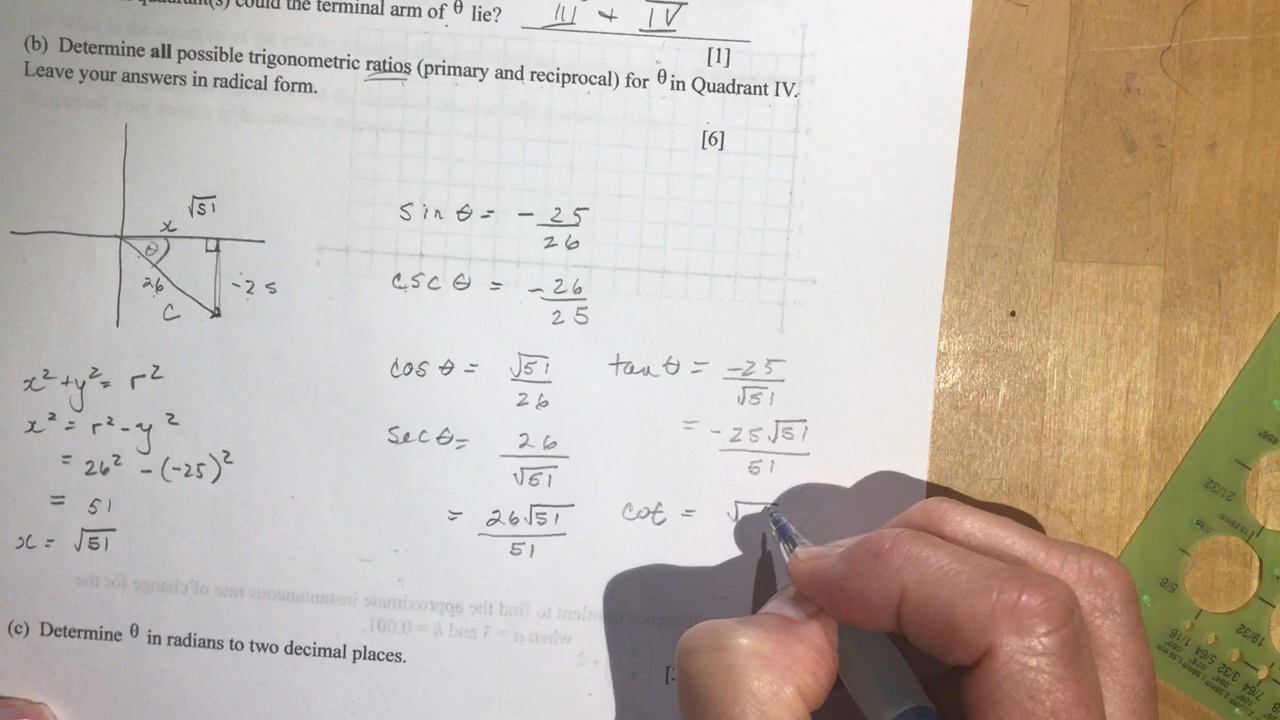 quadrant(s) could the terminal arm of θ lie? III + IV
[1]
(b) Determine all possible trigonometric ratios (primary and reciprocal) for θ in Quadrant IV.
Leave your answers in radical form.
[6]
√51
x
θ
26
-25
C
x² + y² = r²
x² = r² - y²
= 26² - (-25)²
= 51
x = √51
sin θ = - 25/26
csc θ = - 26/25
cos θ = √51/26
sec θ = 26/√51
= 26√51/51
tan θ = -25/√51
= -25√51/51
cot = √
(c) Determine θ in radians to two decimal places.